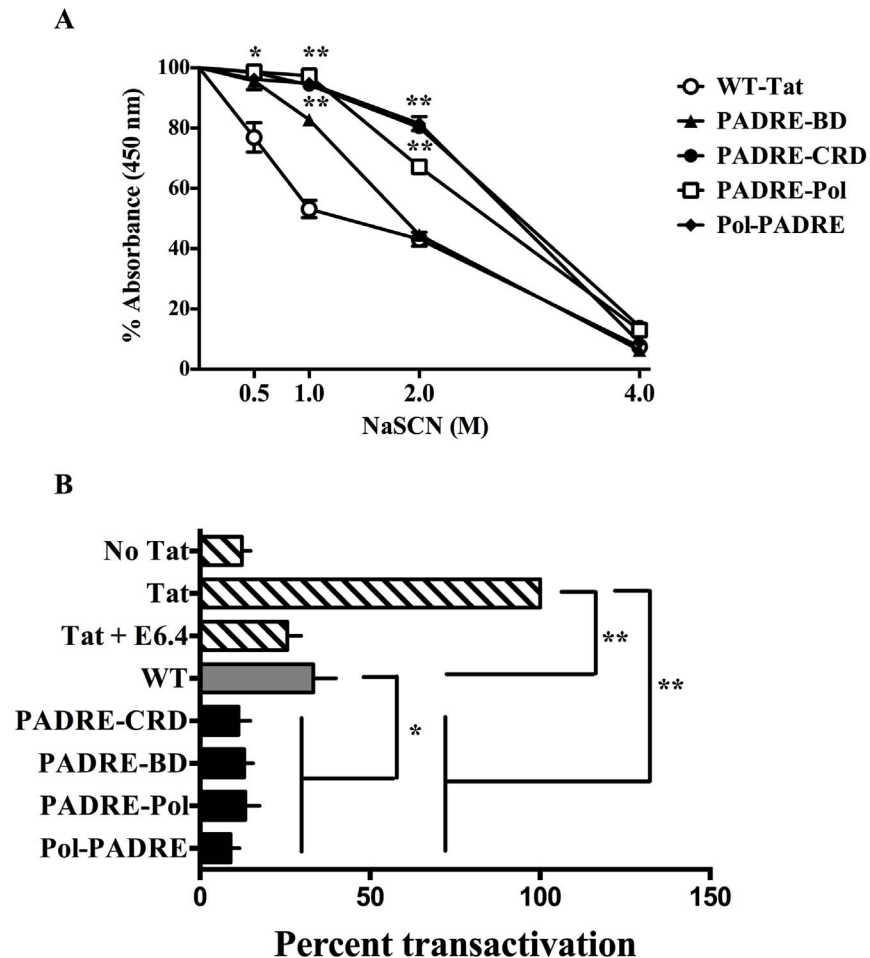 A
% Absorbance (450 nm)
100
80
60
40
20
0
*
**
**
**
**
0.5 1.0 2.0 4.0
NaSCN (M)
WT-Tat
PADRE-BD
PADRE-CRD
PADRE-Pol
Pol-PADRE
B
No Tat
Tat
Tat + E6.4
WT
PADRE-CRD
PADRE-BD
PADRE-Pol
Pol-PADRE
**
**
*
0 50 100 150
Percent transactivation